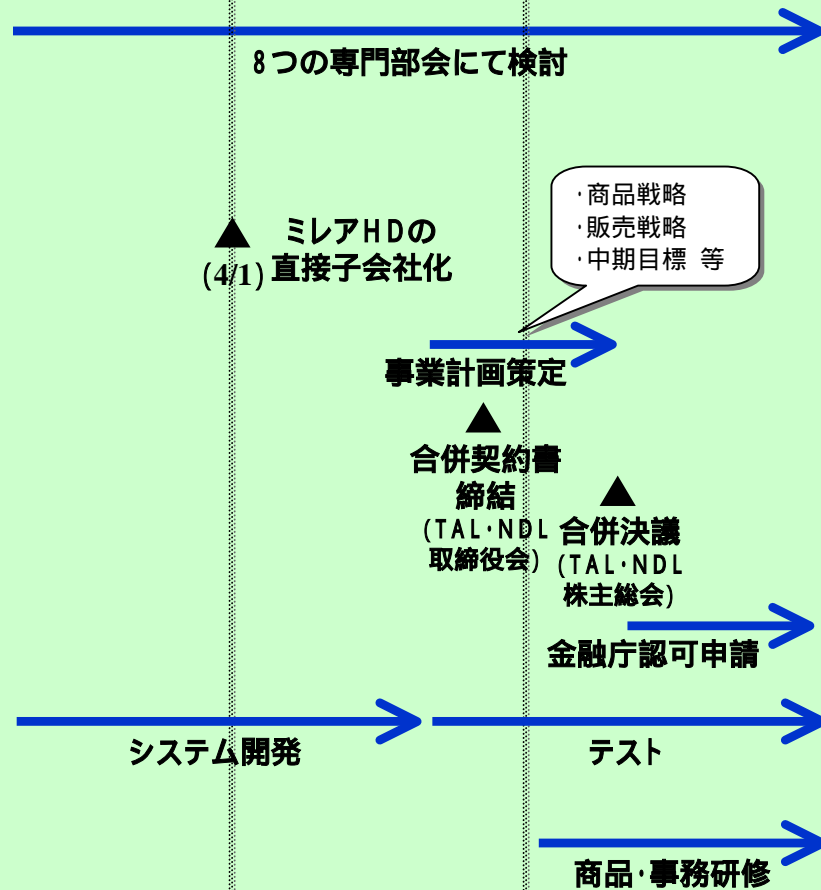 8つの専門部会にて検討
・商品戦略
・販売戦略
・中期目標 等
ミレアHDの
直接子会社化
(4/1)
事業計画策定
合併契約書
締結
(TAL・NDL
取締役会)
合併決議
(TAL・NDL
株主総会)
金融庁認可申請
システム開発
テスト
商品・事務研修